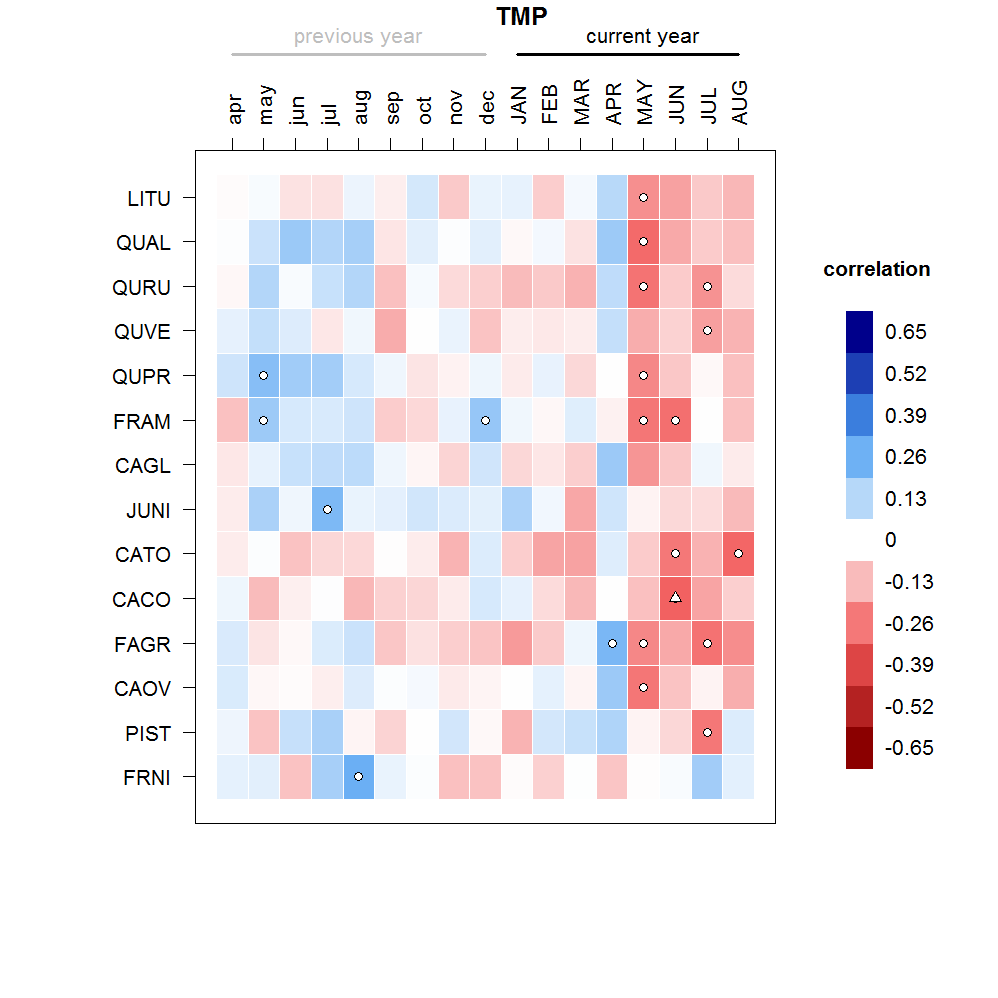 TMP
previous year current year
apr may jun jul aug sep oct nov dec JAN FEB MAR APR MAY JUN JUL AUG
LITU
QUAL
QURU
QUVE
QUPR
FRAM
CAGL
JUNI
CATO
CACO
FAGR
CAOV
PIST
FRNI
correlation
0.65
0.52
0.39
0.26
0.13
0
-0.13
-0.26
-0.39
-0.52
-0.65